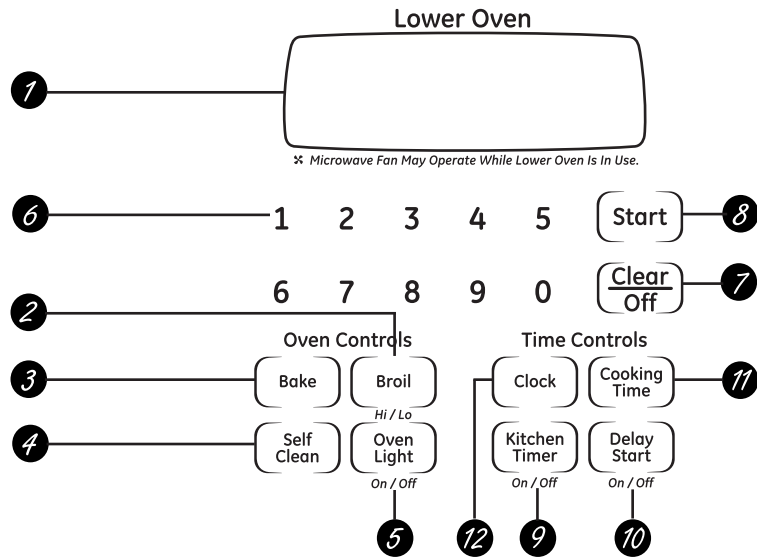 Lower Oven
1
Microwave Fan May Operate While Lower Oven Is In Use.
6 1 2 3 4 5 Start 8
6 7 8 9 0 Clear 7
Off
2
Oven Controls Time Controls
3 Bake Broil Clock Cooking Time 11
Hi / Lo
4 Self Clean Oven Light Kitchen Timer Delay Start
On / Off On / Off On / Off
5 12 9 10